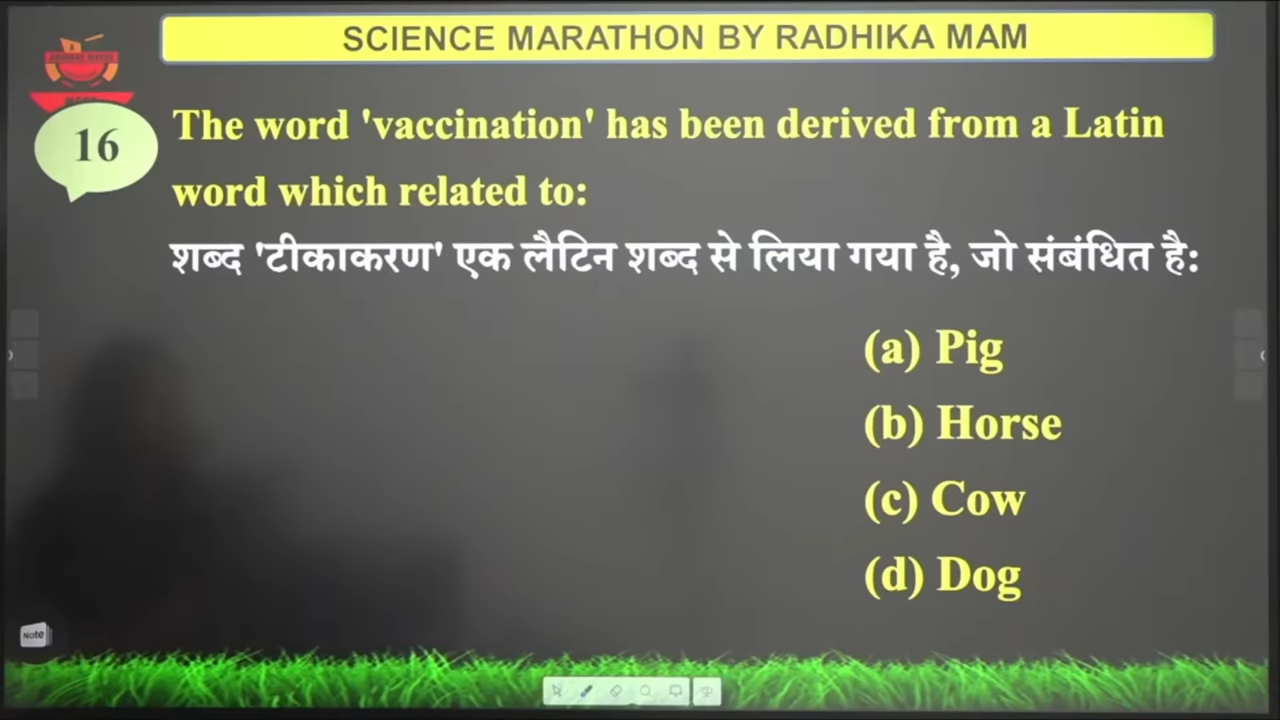 SCIENCE MARATHON BY RADHIKA MAM
16
The word 'vaccination' has been derived from a Latin
word which related to:
शब्द 'टीकाकरण' एक लैटिन शब्द से लिया गया है, जो संबंधित है:
(a) Pig
(b) Horse
(c) Cow
(d) Dog
Note